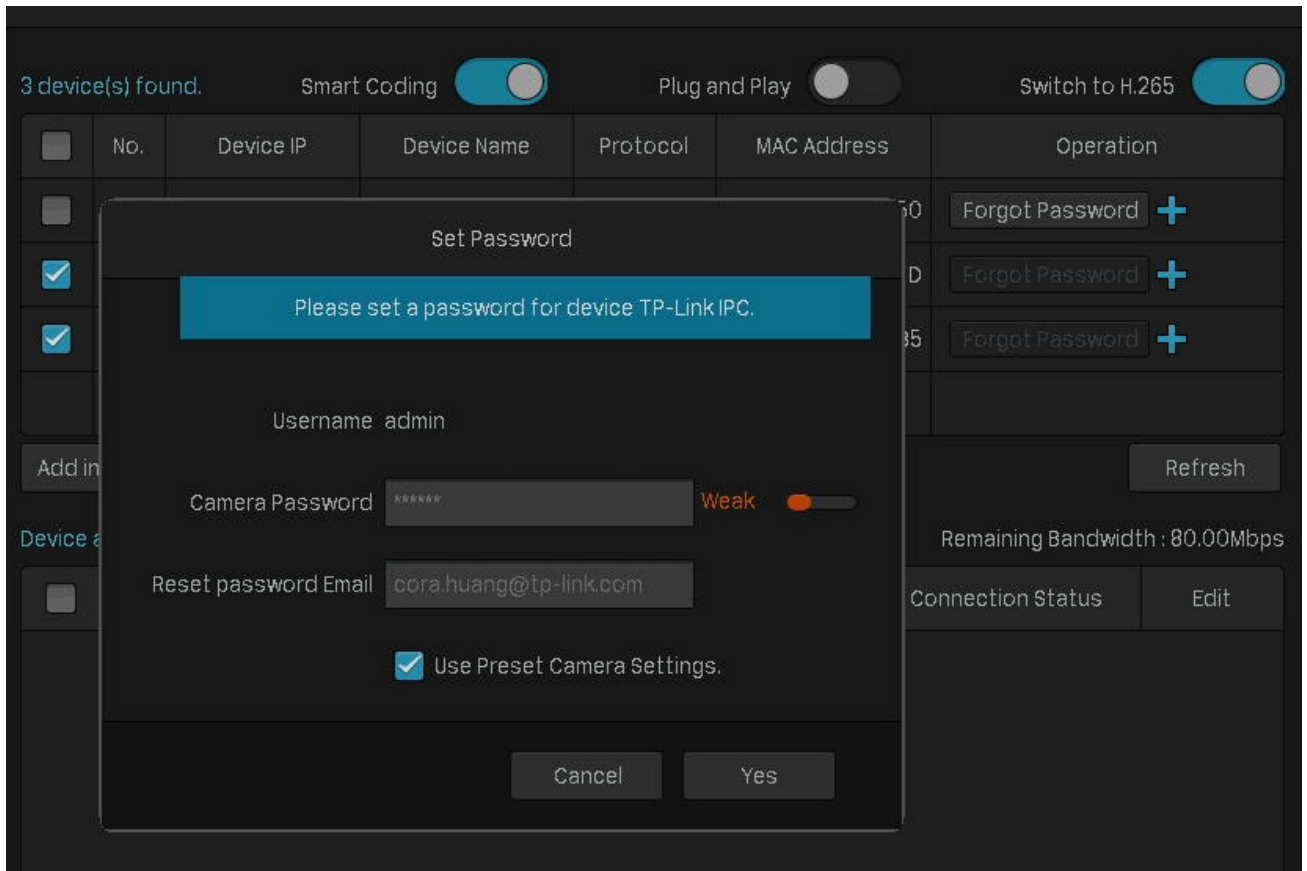 3 device(s) found. Smart Coding Plug and Play Switch to H.265
No. Device IP Device Name Protocol MAC Address Operation
50 Forgot Password +
D Forgot Password +
35 Forgot Password +
Set Password
Please set a password for device TP-Link IPC.
Username admin
Camera Password ****** Weak
Reset password Email cora.huang@tp-link.com
Use Preset Camera Settings.
Cancel Yes
Add in Refresh
Device a Remaining Bandwidth : 80.00Mbps
Connection Status Edit